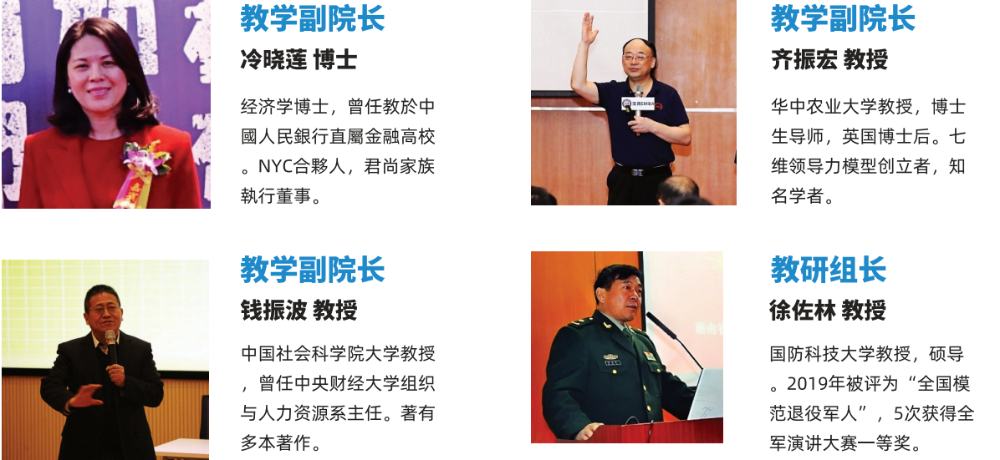 教学副院长
冷晓莲 博士
经济学博士，曾任教於中
國人民銀行直屬金融高校
。NYC合夥人，君尚家族
執行董事。
教学副院长
齐振宏 教授
华中农业大学教授，博士
生导师，英国博士后。七
维领导力模型创立者，知
名学者。
教学副院长
钱振波 教授
中国社会科学院大学教授
，曾任中央财经大学组织
与人力资源系主任。著有
多本著作。
教研组长
徐佐林 教授
国防科技大学教授，硕导
。2019年被评为“全国模
范退役军人”，5次获得全
军演讲大赛一等奖。